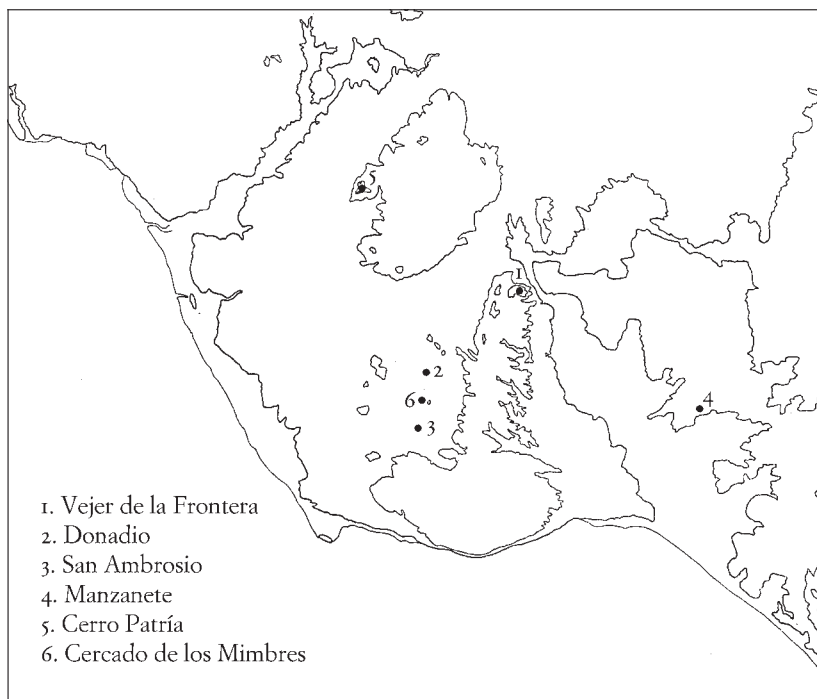 5
1
2
6
4
3
1. Vejer de la Frontera
2. Donadio
3. San Ambrosio
4. Manzanete
5. Cerro Patría
6. Cercado de los Mimbres